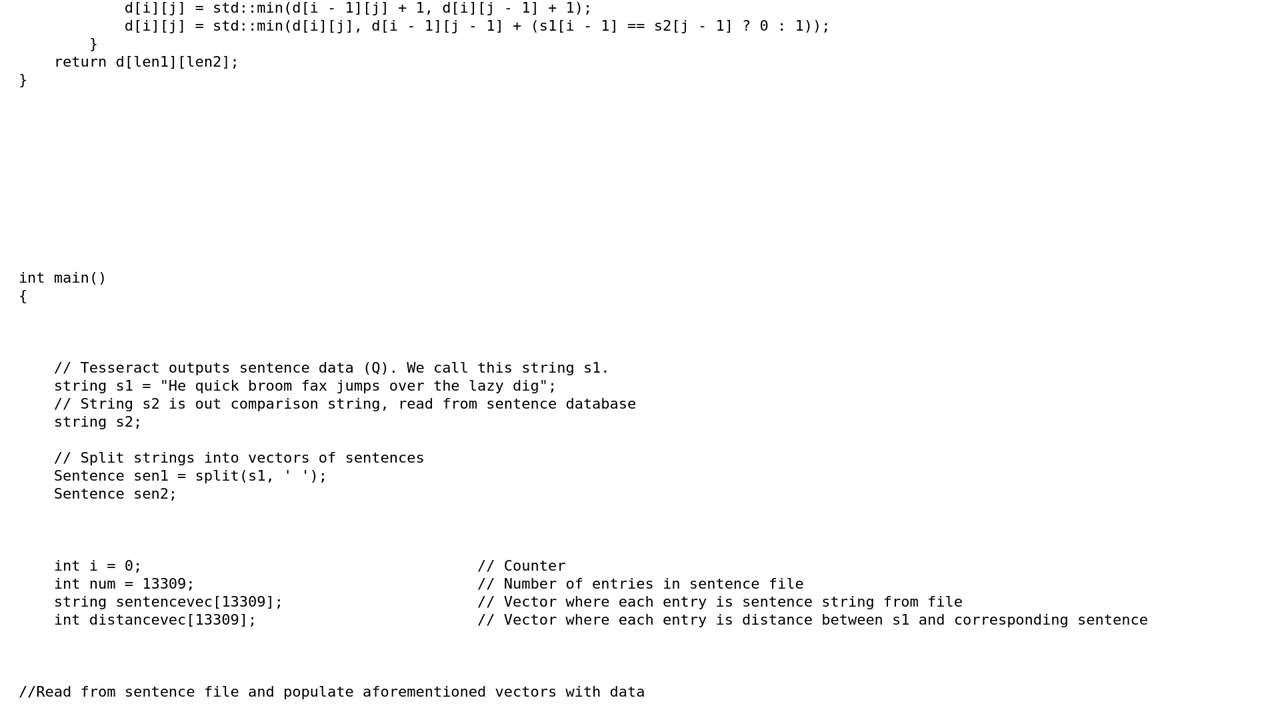 d[i][j] = std::min(d[i - 1][j] + 1, d[i][j - 1] + 1);
            d[i][j] = std::min(d[i][j], d[i - 1][j - 1] + (s1[i - 1] == s2[j - 1] ? 0 : 1));
        }
    return d[len1][len2];
}
int main()
{
    // Tesseract outputs sentence data (Q). We call this string s1.
    string s1 = "He quick broom fax jumps over the lazy dig";
    // String s2 is out comparison string, read from sentence database
    string s2;
    // Split strings into vectors of sentences
    Sentence sen1 = split(s1, ' ');
    Sentence sen2;
    int i = 0;                                      // Counter
    int num = 13309;                                // Number of entries in sentence file
    string sentencevec[13309];                      // Vector where each entry is sentence string from file
    int distancevec[13309];                         // Vector where each entry is distance between s1 and corresponding sentence
//Read from sentence file and populate aforementioned vectors with data